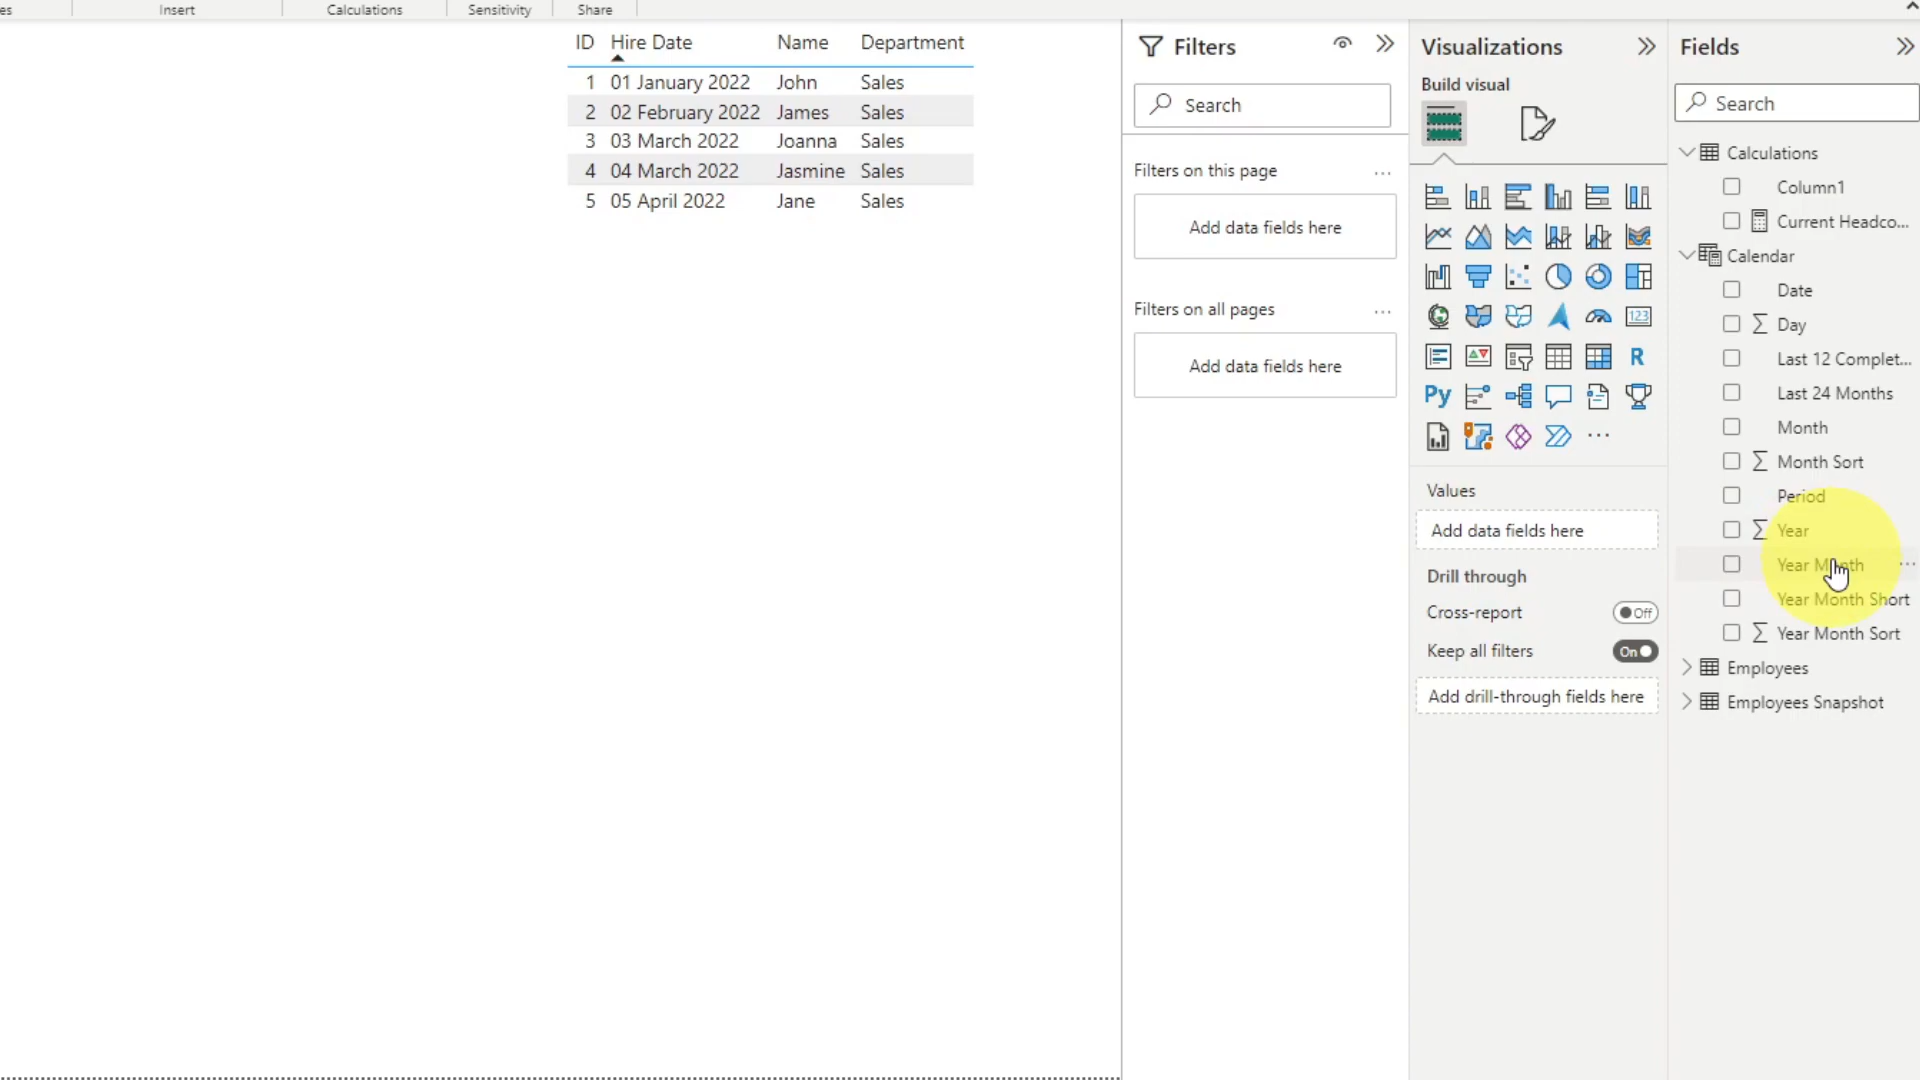 es Insert Calculations Sensitivity Share
ID Hire Date Name Department
1 01 January 2022 John Sales
2 02 February 2022 James Sales
3 03 March 2022 Joanna Sales
4 04 March 2022 Jasmine Sales
5 05 April 2022 Jane Sales
Filters
Search
Filters on this page ...
Add data fields here
Filters on all pages ...
Add data fields here
Visualizations
Build visual
123
R
Py
...
Values
Add data fields here
Drill through
Cross-report Off
Keep all filters On
Add drill-through fields here
Fields
Search
Calculations
Column1
Current Headco...
Calendar
Date
Σ Day
Last 12 Complet...
Last 24 Months
Month
Σ Month Sort
Period
Σ Year
Year Month ...
Year Month Short
Σ Year Month Sort
Employees
Employees Snapshot